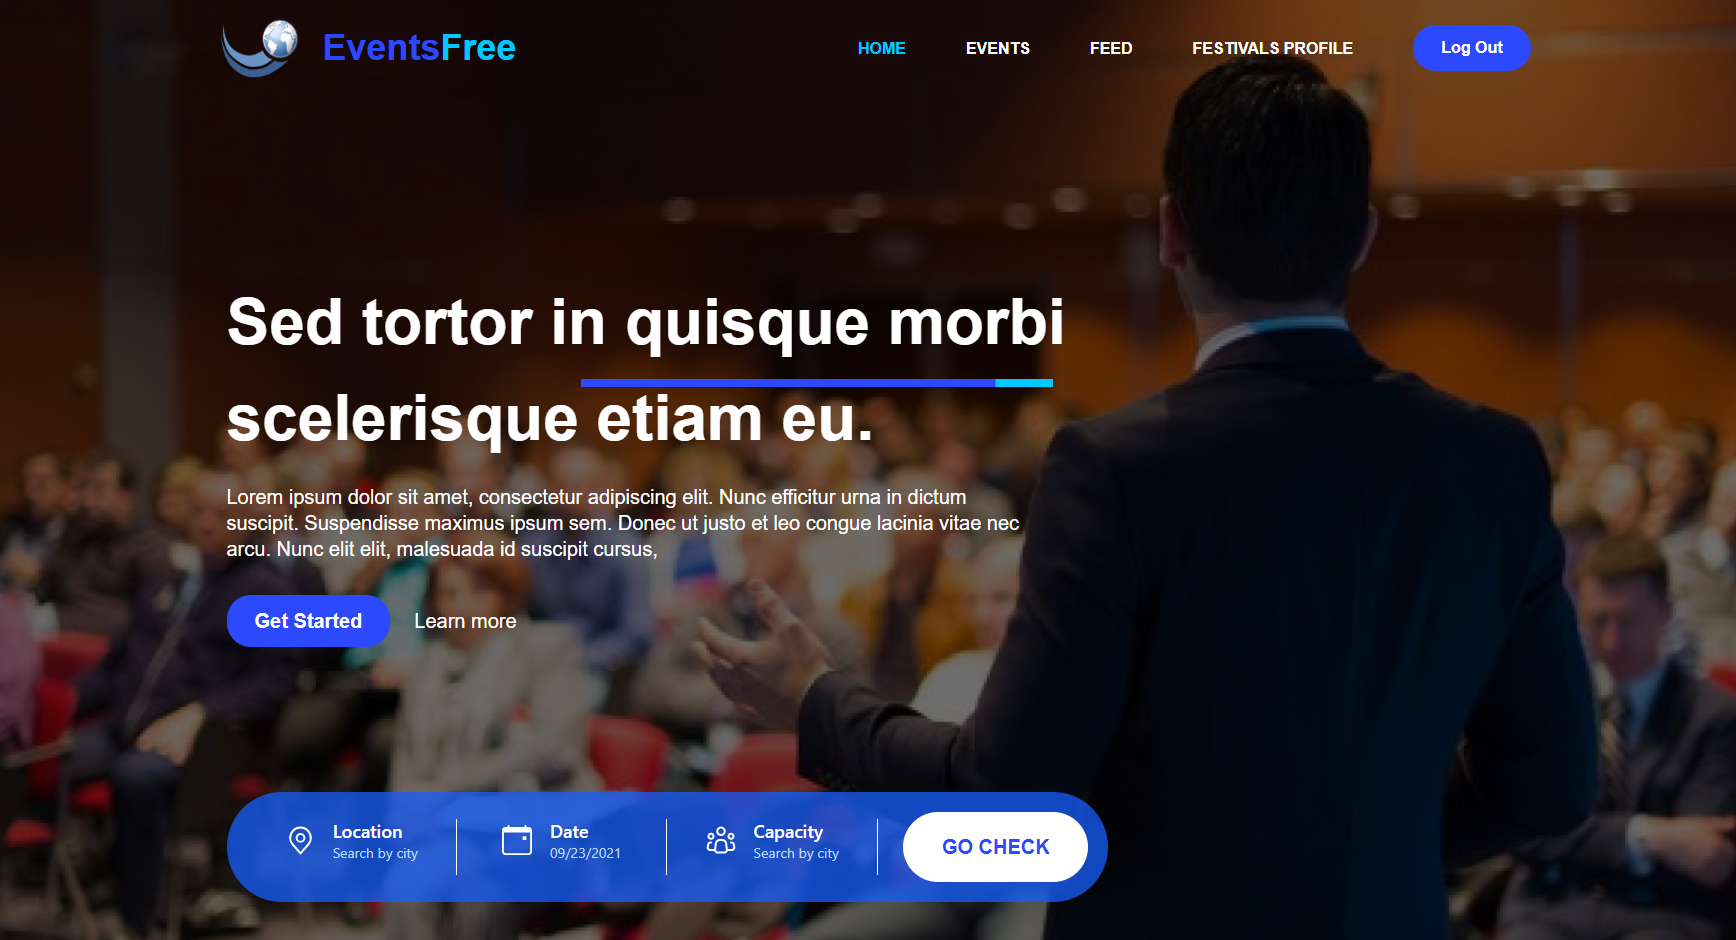 EventsFree
HOME EVENTS FEED FESTIVALS PROFILE Log Out
Sed tortor in quisque morbi
scelerisque etiam eu.
Lorem ipsum dolor sit amet, consectetur adipiscing elit. Nunc efficitur urna in dictum
suscipit. Suspendisse maximus ipsum sem. Donec ut justo et leo congue lacinia vitae nec
arcu. Nunc elit elit, malesuada id suscipit cursus,
Get Started Learn more
Location
Search by city
Date
09/23/2021
Capacity
Search by city
GO CHECK